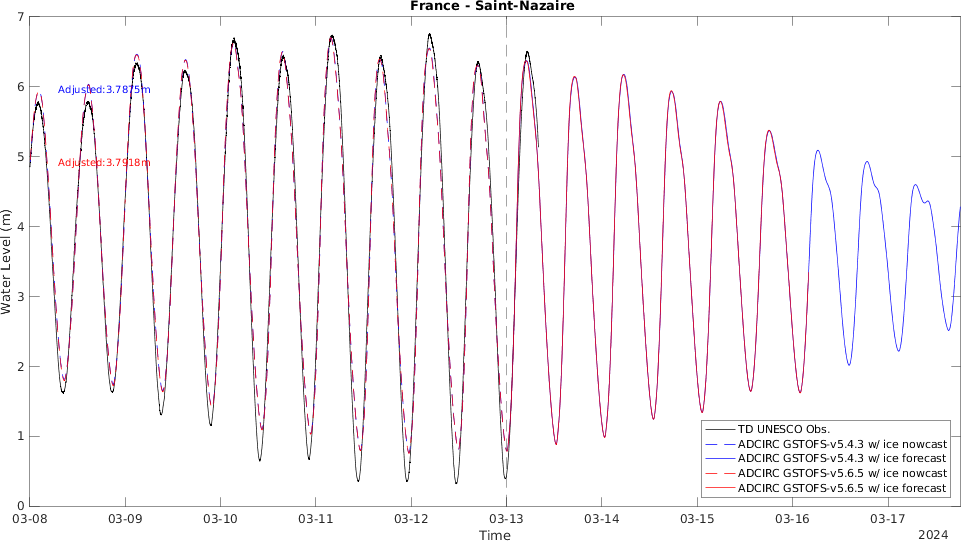 France - Saint-Nazaire
7
6
5
4
3
2
1
0
Water Level (m)
Adjusted:3.7875m
Adjusted:3.7918m
TD UNESCO Obs.
ADCIRC GSTOFS-v5.4.3 w/ ice nowcast
ADCIRC GSTOFS-v5.4.3 w/ ice forecast
ADCIRC GSTOFS-v5.6.5 w/ ice nowcast
ADCIRC GSTOFS-v5.6.5 w/ ice forecast
03-08 03-09 03-10 03-11 03-12 03-13 03-14 03-15 03-16 03-17
Time
2024